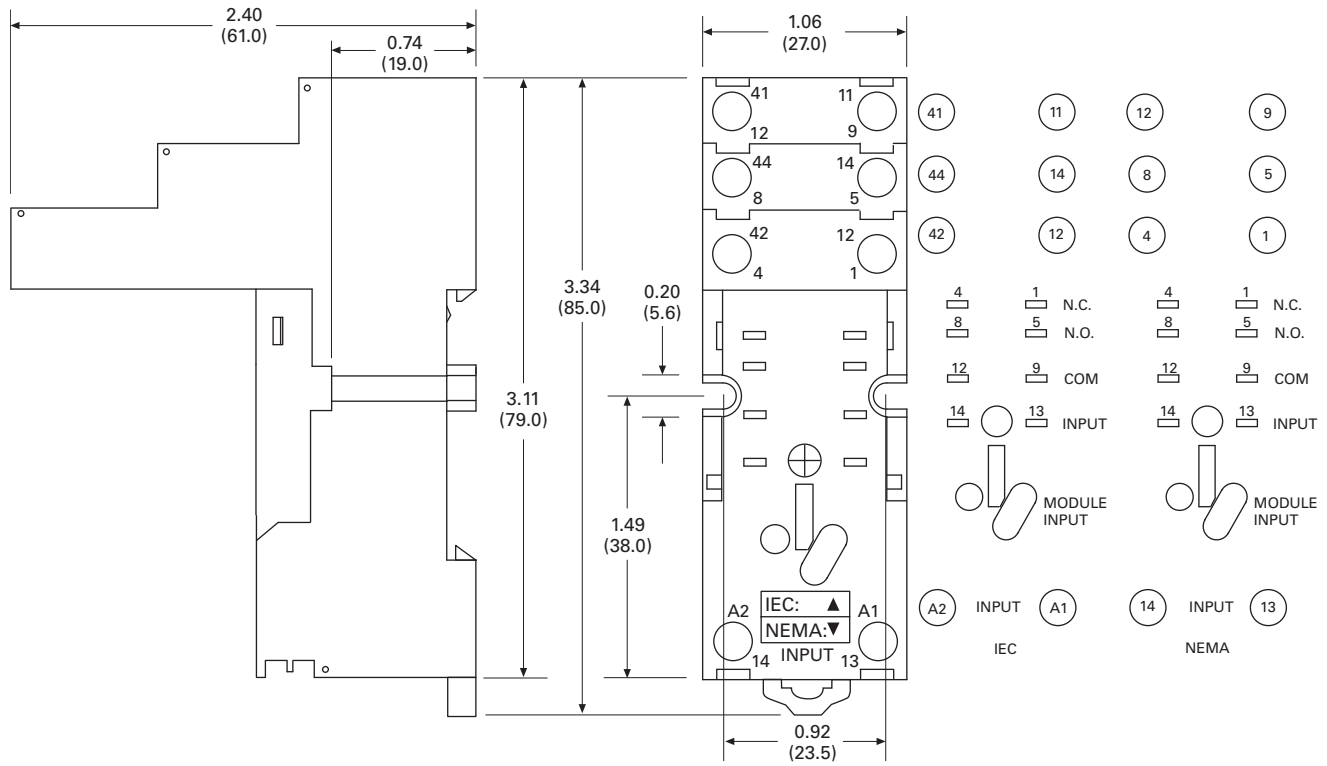 2.40
(61.0)
0.74
(19.0)
3.11
(79.0)
3.34
(85.0)
0.20
(5.6)
1.49
(38.0)
1.06
(27.0)
41 11
12 9
44 14
8 5
42 12
4 1
A2 IEC: ▲ A1
NEMA:▼
14 INPUT 13
0.92
(23.5)
41 11 12 9
44 14 8 5
42 12 4 1
4 1 N.C. 4 1 N.C.
8 5 N.O. 8 5 N.O.
12 9 COM 12 9 COM
14 13 INPUT 14 13 INPUT
MODULE
INPUT
MODULE
INPUT
A2 INPUT A1 14 INPUT 13
IEC NEMA